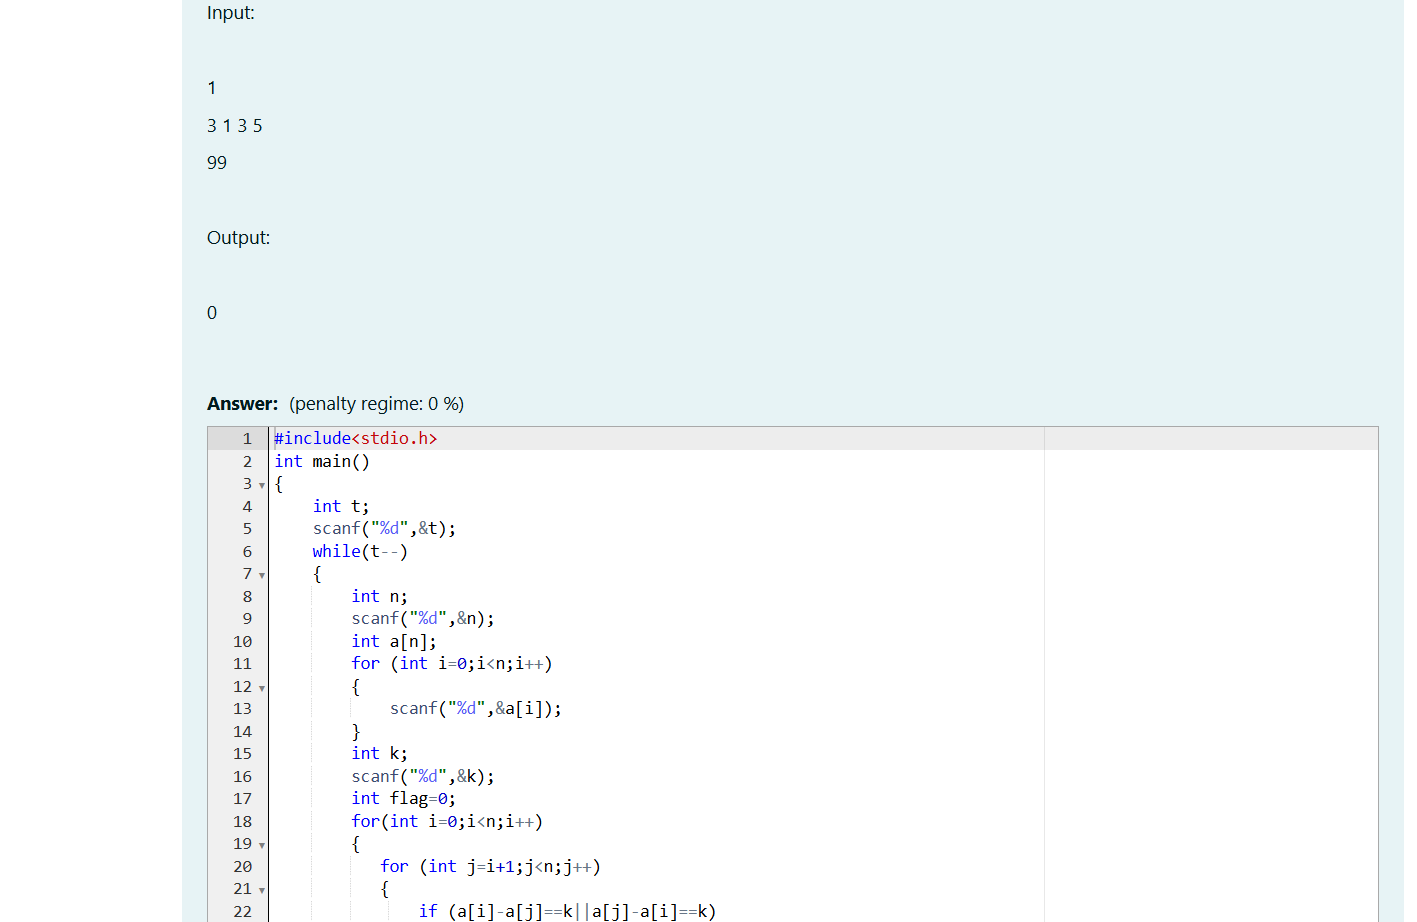 Input:
1
3 1 3 5
99
Output:
0
Answer: (penalty regime: 0 %)
1 #include<stdio.h>
2 int main()
3 {
4 int t;
5 scanf("%d",&t);
6 while(t--)
7 {
8 int n;
9 scanf("%d",&n);
10 int a[n];
11 for (int i=0;i<n;i++)
12 {
13 scanf("%d",&a[i]);
14 }
15 int k;
16 scanf("%d",&k);
17 int flag=0;
18 for(int i=0;i<n;i++)
19 {
20 for (int j=i+1;j<n;j++)
21 {
22 if (a[i]-a[j]==k||a[j]-a[i]==k)